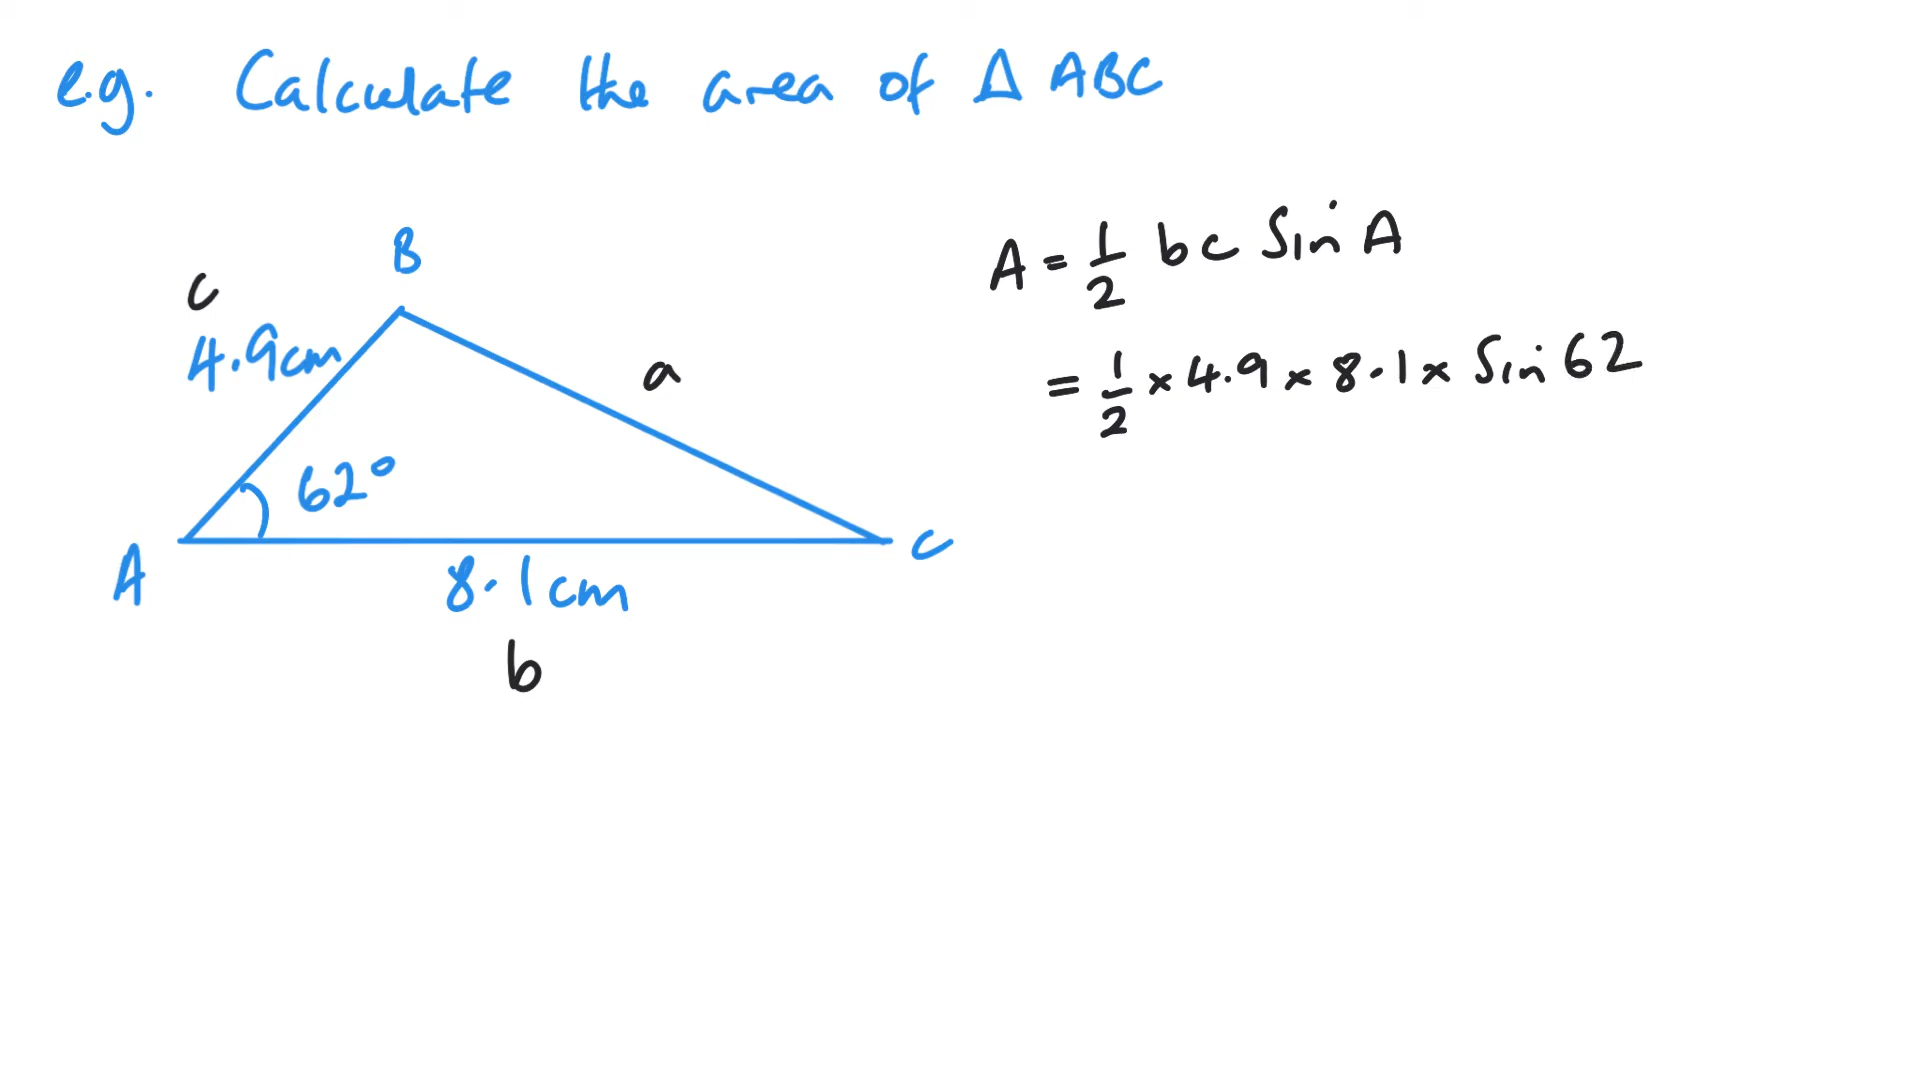 e.g. Calculate the area of Δ ABC
B
c
4.9cm
a
62°
A
C
8.1cm
b
A = 1/2 bc Sin A
= 1/2 × 4.9 × 8.1 × Sin 62